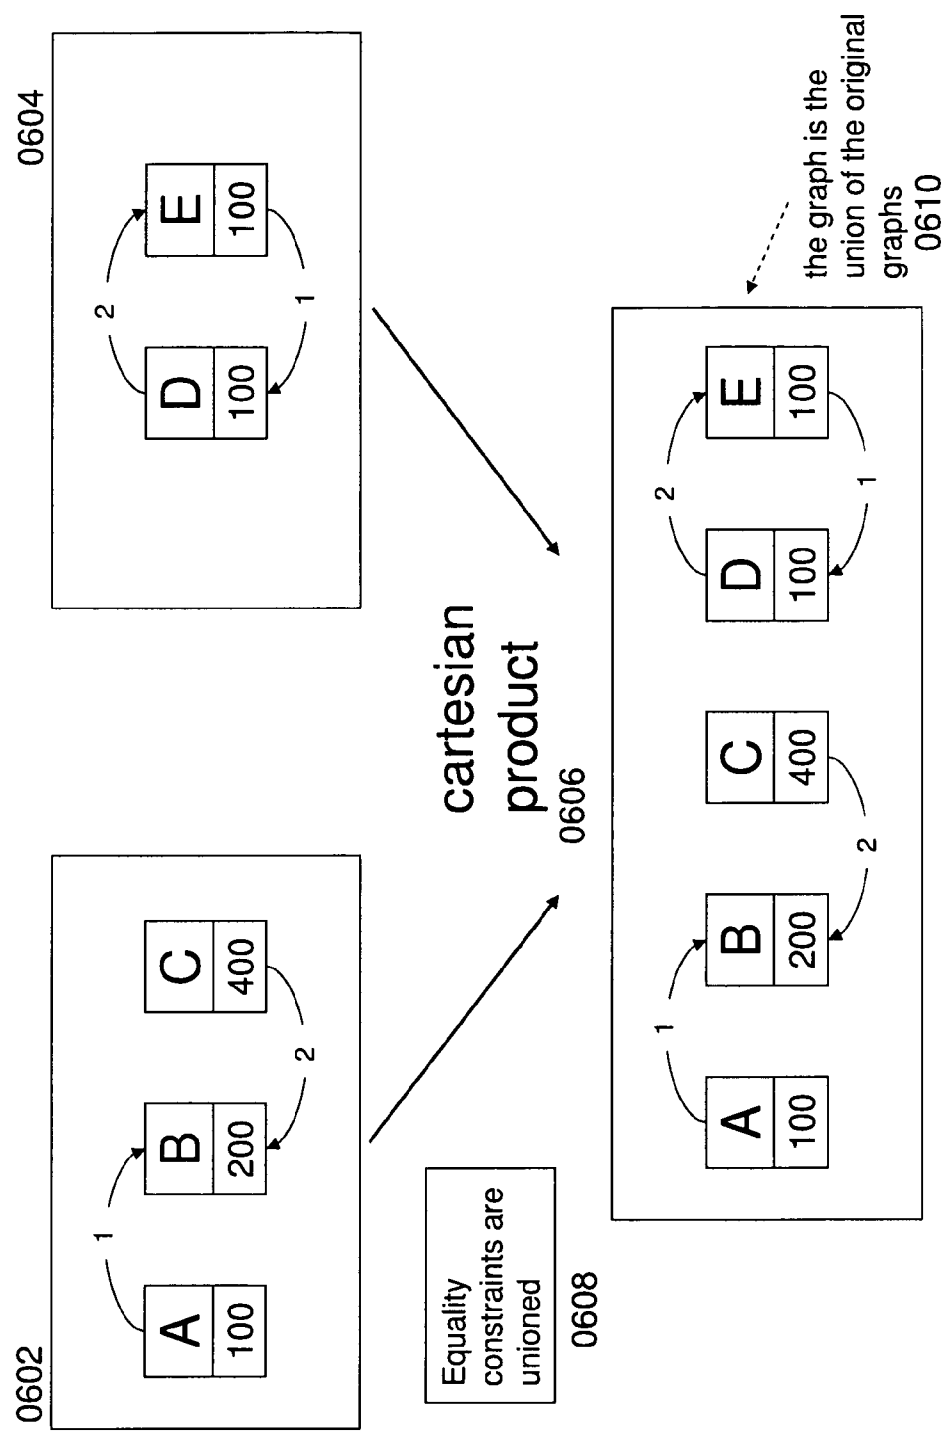 0602
0604
1
2
A
B
C
D
E
100
200
400
100
100
2
1
Equality
constraints are
unioned
0608
cartesian
product
0606
1
2
A
B
C
D
E
100
200
400
100
100
2
1
the graph is the
union of the original
graphs
0610